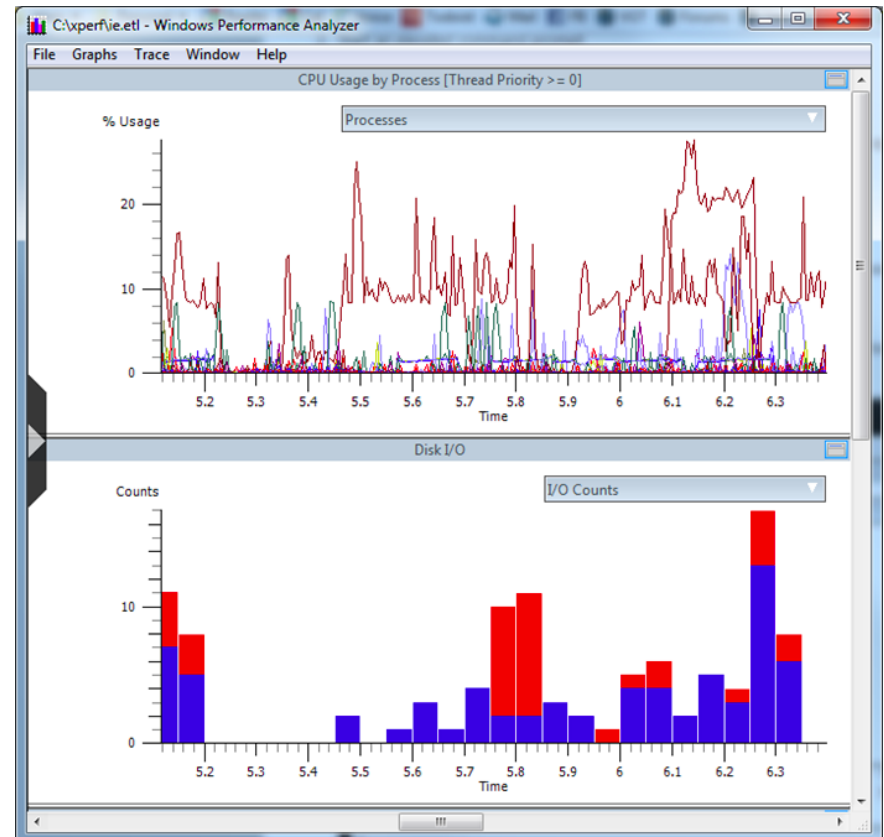 C:\xperf\ie.etl - Windows Performance Analyzer
File Graphs Trace Window Help
CPU Usage by Process [Thread Priority >= 0]
% Usage
Processes
20
10
0
5.2 5.3 5.4 5.5 5.6 5.7 5.8 5.9 6 6.1 6.2 6.3
Time
Disk I/O
Counts
I/O Counts
10
0
5.2 5.3 5.4 5.5 5.6 5.7 5.8 5.9 6 6.1 6.2 6.3
Time